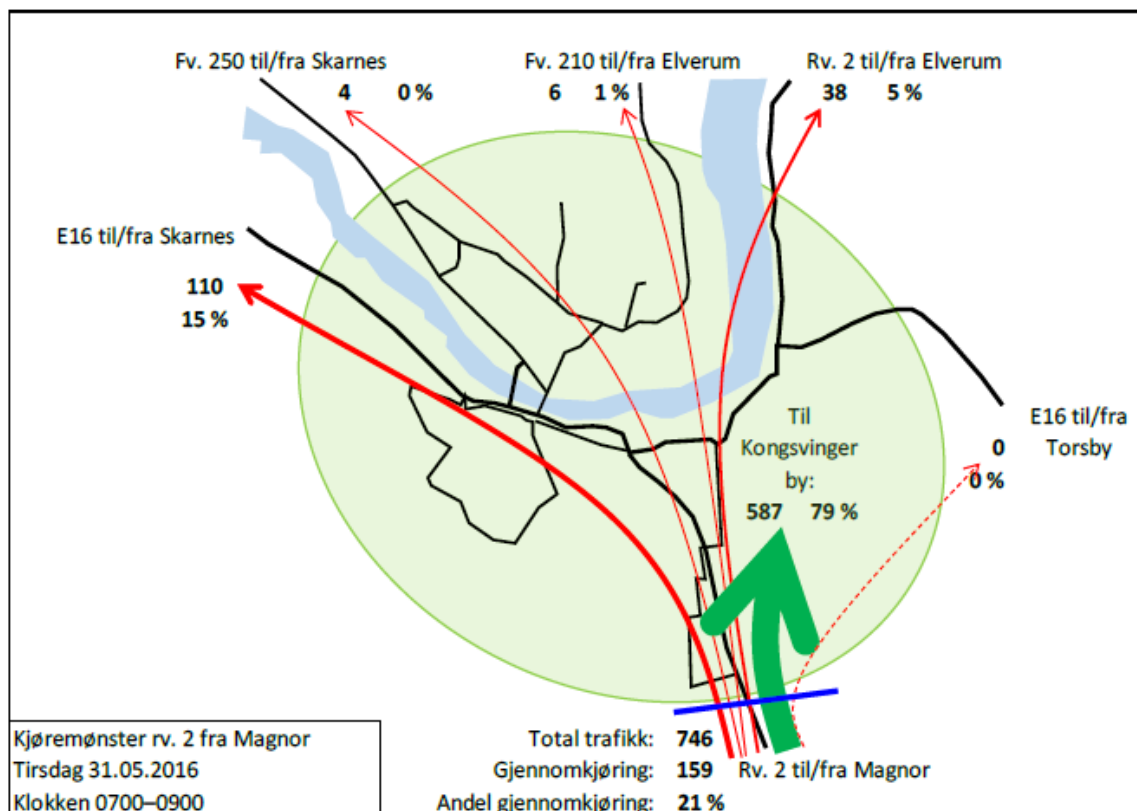 Fv. 250 til/fra Skarnes
4 0 %
Fv. 210 til/fra Elverum
6 1 %
Rv. 2 til/fra Elverum
38 5 %
E16 til/fra Skarnes
110
15 %
E16 til/fra
Torsby
0
0 %
Til
Kongsvinger
by:
587 79 %
Kjøremønster rv. 2 fra Magnor
Tirsdag 31.05.2016
Klokken 0700–0900
Total trafikk: 746
Gjennomkjøring: 159
Andel gjennomkjøring: 21 %
Rv. 2 til/fra Magnor